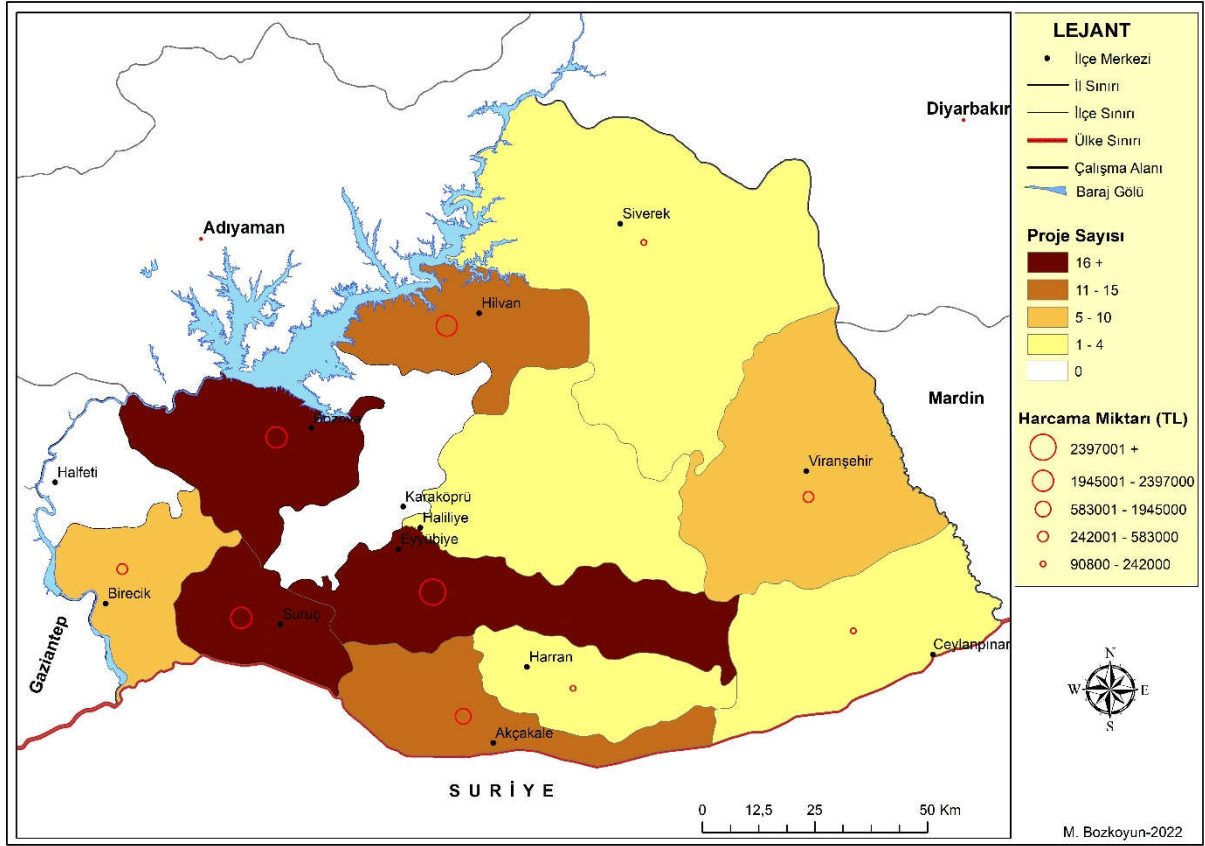 Diyarbakır
Adıyaman
Siverek
Hilvan
Mardin
Bozova
Viranşehir
Halfeti
Karaköprü
Haliliye
Eyyübiye
Birecik
Suruç
Gaziantep
Ceylanpınar
Harran
Akçakale
SURİYE
0 12,5 25 50 Km
LEJANT
İlçe Merkezi
İl Sınırı
İlçe Sınırı
Ülke Sınırı
Çalışma Alanı
Baraj Gölü
Proje Sayısı
16 +
11 - 15
5 - 10
1 - 4
0
Harcama Miktarı (TL)
2397001 +
1945001 - 2397000
583001 - 1945000
242001 - 583000
90800 - 242000
N
W E
S
M. Bozkoyun-2022